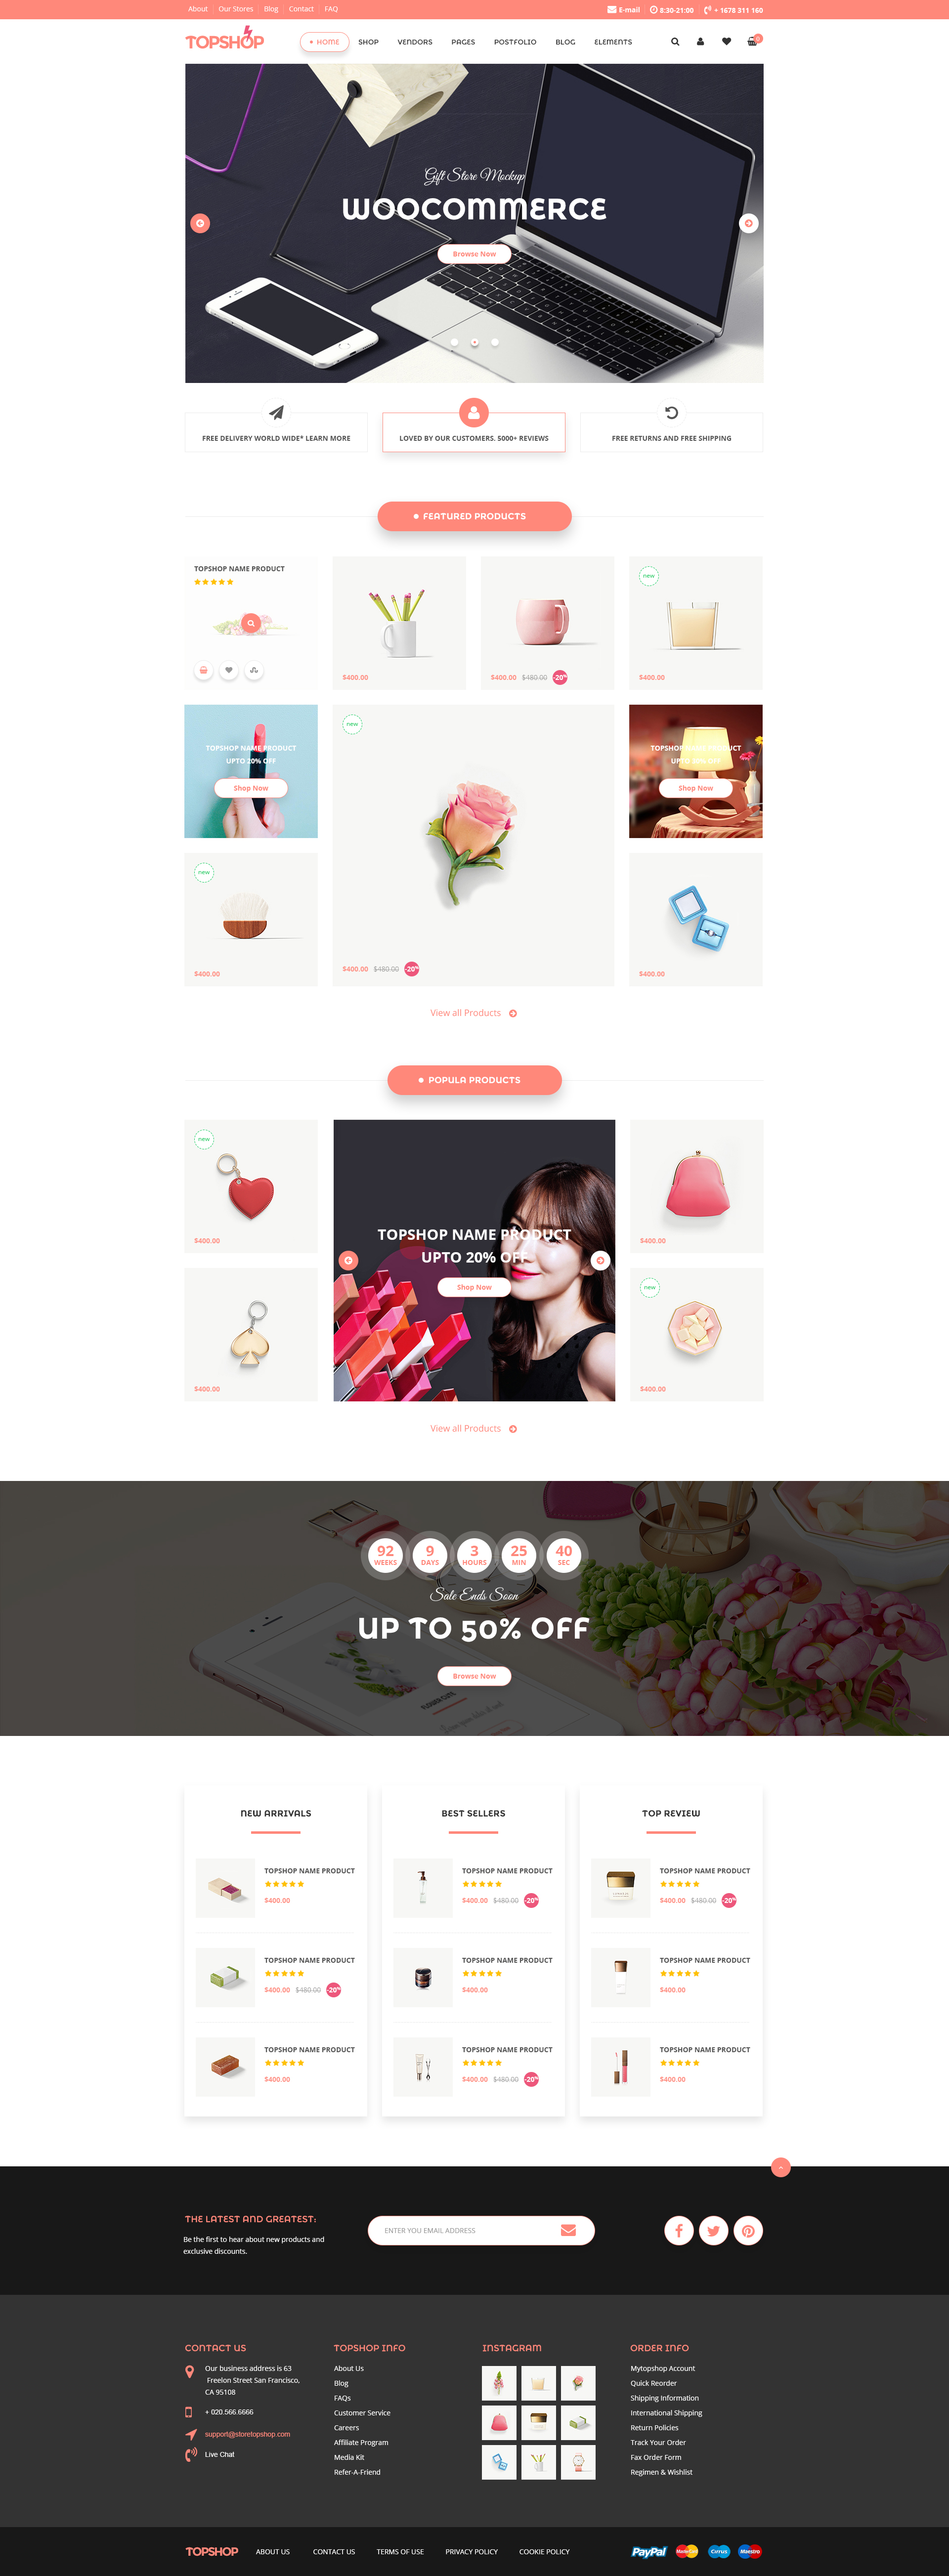 About Our Stores Blog Contact FAQ E-mail 8:30-21:00 + 1678 311 160
TOPSHOP HOME SHOP VENDORS PAGES POSTFOLIO BLOG ELEMENTS 0
Gift Store Mockup
WOOCOMMERCE
Browse Now
FREE DELIVERY WORLD WIDE* LEARN MORE
LOVED BY OUR CUSTOMERS. 5000+ REVIEWS
FREE RETURNS AND FREE SHIPPING
FEATURED PRODUCTS
TOPSHOP NAME PRODUCT
$400.00
$400.00 $480.00 -20%
new
$400.00
TOPSHOP NAME PRODUCT
UPTO 20% OFF
Shop Now
new
$400.00 $480.00 -20%
TOPSHOP NAME PRODUCT
UPTO 20% OFF
Shop Now
new
$400.00
$400.00
View all Products
POPULA PRODUCTS
new
$400.00
TOPSHOP NAME PRODUCT
UPTO 20% OFF
Shop Now
$400.00
$400.00
new
$400.00
View all Products
92 WEEKS
9 DAYS
3 HOURS
25 MIN
40 SEC
Sale Ends Soon
UP TO 50% OFF
Browse Now
NEW ARRIVALS
TOPSHOP NAME PRODUCT
$400.00
TOPSHOP NAME PRODUCT
$400.00 $480.00 -20%
TOPSHOP NAME PRODUCT
$400.00
BEST SELLERS
TOPSHOP NAME PRODUCT
$400.00 $480.00 -20%
TOPSHOP NAME PRODUCT
$400.00
TOPSHOP NAME PRODUCT
$400.00 $480.00 -20%
TOP REVIEW
TOPSHOP NAME PRODUCT
$400.00 $480.00 -20%
TOPSHOP NAME PRODUCT
$400.00
TOPSHOP NAME PRODUCT
$400.00
THE LATEST AND GREATEST:
Be the first to hear about new products and
exclusive discounts.
ENTER YOU EMAIL ADDRESS
CONTACT US
Our business address is 63
Freelon Street San Francisco,
CA 95108
+ 020.566.6666
support@storetopshop.com
Live Chat
TOPSHOP INFO
About Us
Blog
FAQs
Customer Service
Careers
Affiliate Program
Media Kit
Refer-A-Friend
INSTAGRAM
ORDER INFO
Mytopshop Account
Quick Reorder
Shipping Information
International Shipping
Return Policies
Track Your Order
Fax Order Form
Regimen & Wishlist
TOPSHOP ABOUT US CONTACT US TERMS OF USE PRIVACY POLICY COOKIE POLICY PayPal MasterCard Cirrus Maestro